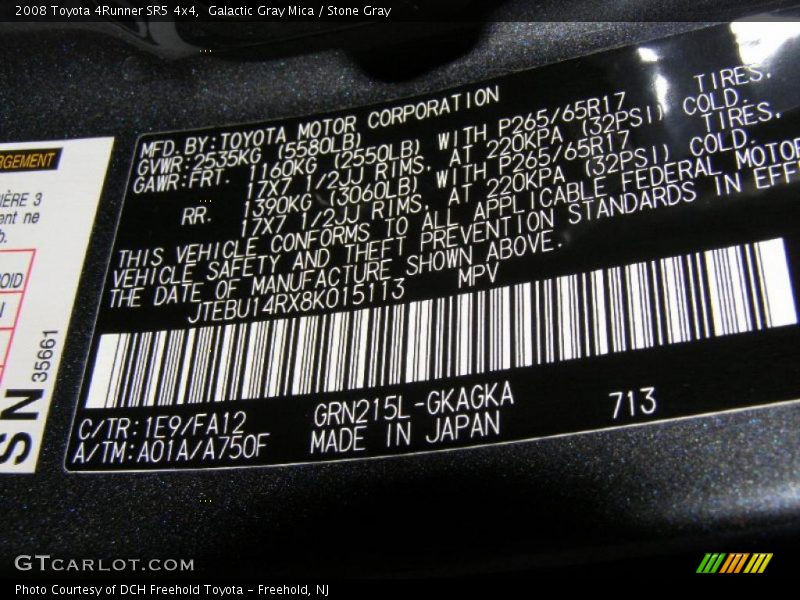 2008 Toyota 4Runner SR5 4x4, Galactic Gray Mica / Stone Gray
MFD. BY: TOYOTA MOTOR CORPORATION
GVWR: 2535KG (5580LB)
GAWR: FRT. 1160KG (2550LB) WITH P265/65R17 TIRES,
17X7 1/2JJ RIMS, AT 220KPA (32PSI) COLD.
RR. 1390KG (3060LB) WITH P265/65R17 TIRES,
17X7 1/2JJ RIMS, AT 220KPA (32PSI) COLD.
THIS VEHICLE CONFORMS TO ALL APPLICABLE FEDERAL MOTOR
VEHICLE SAFETY AND THEFT PREVENTION STANDARDS IN EFF
THE DATE OF MANUFACTURE SHOWN ABOVE.
JTEBU14RX8K015113 MPV
C/TR: 1E9/FA12 GRN215L-GKAGKA 713
A/TM: A01A/A750F MADE IN JAPAN
RGEMENT
IÈRE 3
ent ne
b.
OID
SN 35661
GTCARLOT.COM
Photo Courtesy of DCH Freehold Toyota - Freehold, NJ